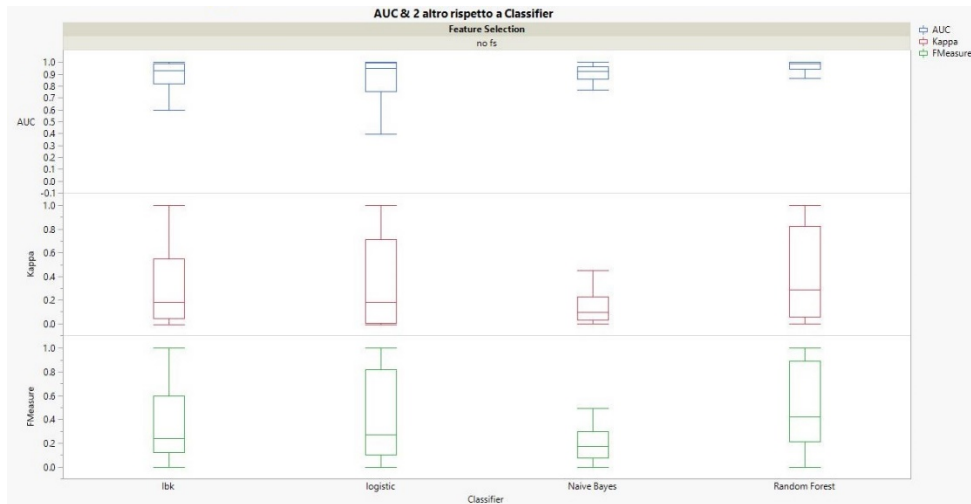 AUC & 2 altro rispetto a Classifier
Feature Selection
no fs
AUC
Kappa
FMeasure
AUC
1.0
0.9
0.8
0.7
0.6
0.5
0.4
0.3
0.2
0.1
0.0
-0.1
Kappa
1.0
0.8
0.6
0.4
0.2
0.0
FMeasure
1.0
0.8
0.6
0.4
0.2
0.0
Ibk
logistic
Naive Bayes
Random Forest
Classifier